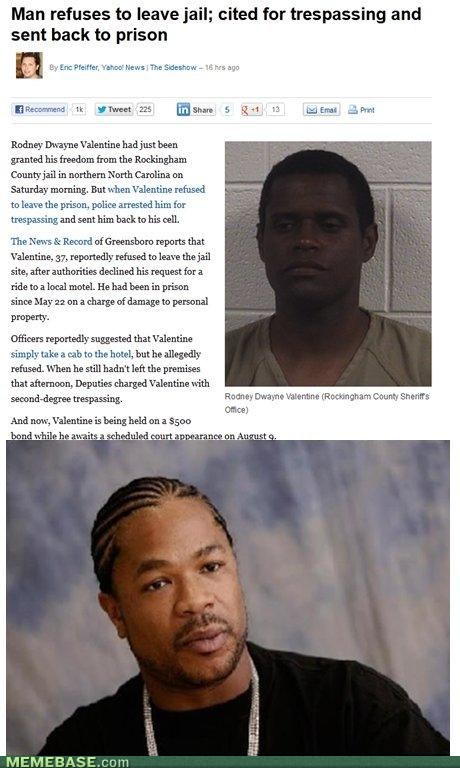 Man refuses to leave jail; cited for trespassing and
sent back to prison
By Eric Pfeiffer, Yahoo! News | The Sideshow – 16 hrs ago
Recommend 1k Tweet 225 Share 5 +1 13 Email Print
Rodney Dwayne Valentine had just been
granted his freedom from the Rockingham
County jail in northern North Carolina on
Saturday morning. But when Valentine refused
to leave the prison, police arrested him for
trespassing and sent him back to his cell.
The News & Record of Greensboro reports that
Valentine, 37, reportedly refused to leave the jail
site, after authorities declined his request for a
ride to a local motel. He had been in prison
since May 22 on a charge of damage to personal
property.
Officers reportedly suggested that Valentine
simply take a cab to the hotel, but he allegedly
refused. When he still hadn't left the premises
that afternoon, Deputies charged Valentine with
second-degree trespassing.
Rodney Dwayne Valentine (Rockingham County Sheriff's
Office)
And now, Valentine is being held on a $500
bond while he awaits a scheduled court appearance on August 9.
MEMEBASE.com